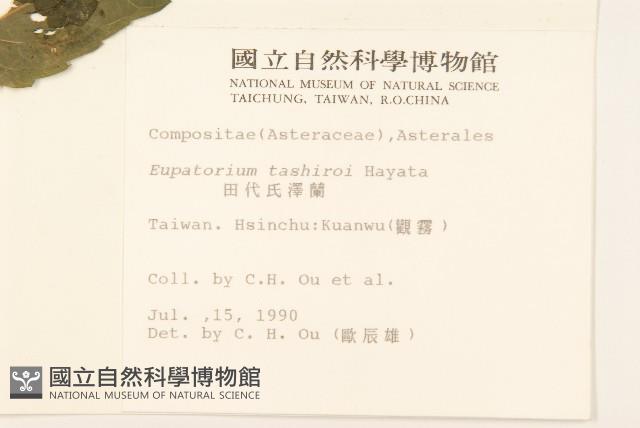 國立自然科學博物館
NATIONAL MUSEUM OF NATURAL SCIENCE
TAICHUNG, TAIWAN, R.O.CHINA
Compositae(Asteraceae),Asterales
Eupatorium tashiroi Hayata
田代氏澤蘭
Taiwan. Hsinchu:Kuanwu(觀霧)
Coll. by C.H. Ou et al.
Jul. ,15, 1990
Det. by C. H. Ou (歐辰雄)
國立自然科學博物館
NATIONAL MUSEUM OF NATURAL SCIENCE